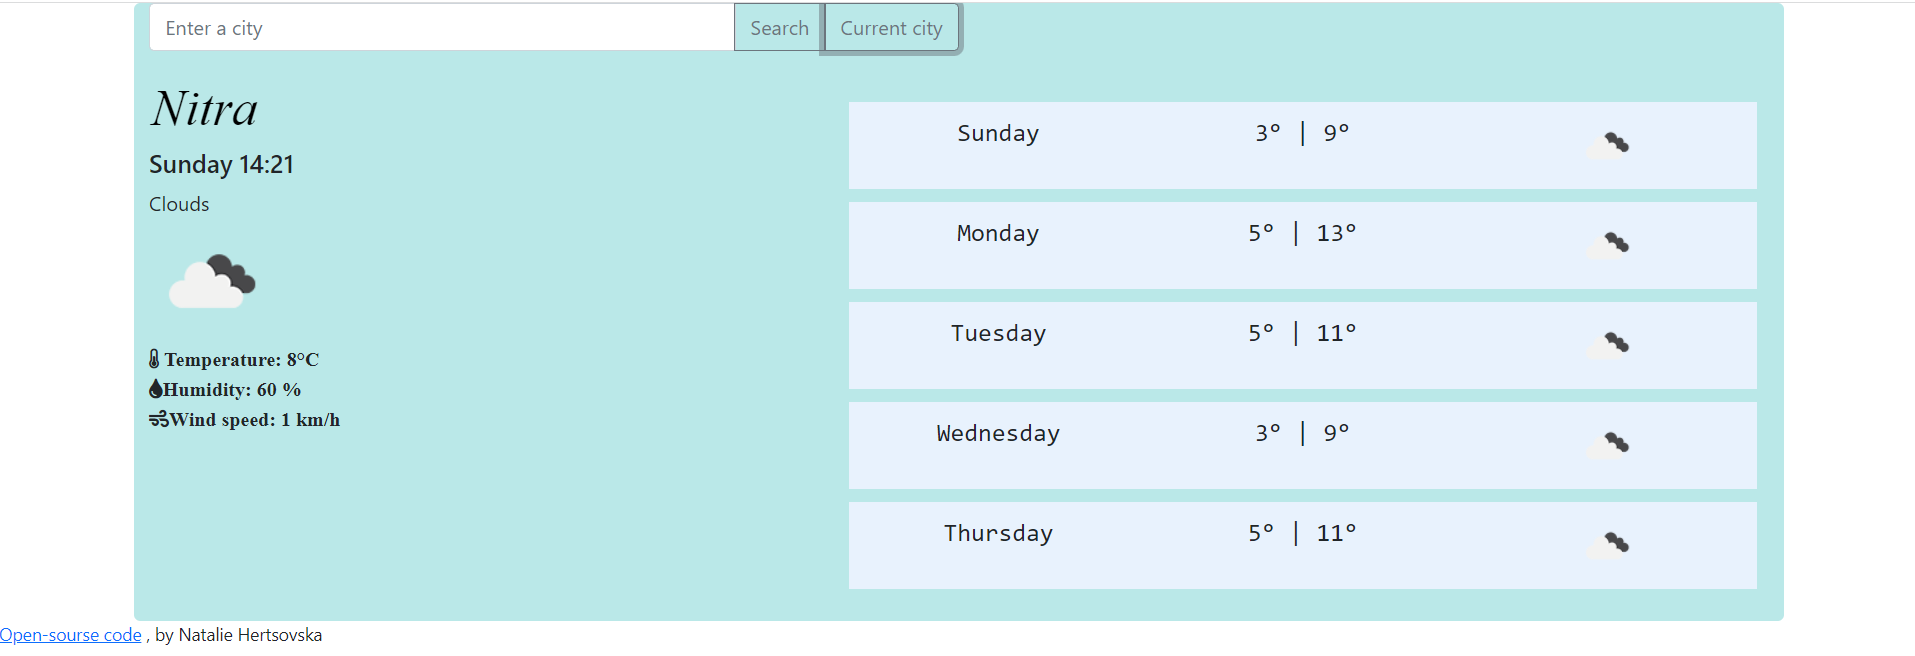 Enter a city
Search
Current city
Nitra
Sunday 14:21
Clouds
Temperature: 8°C
Humidity: 60 %
Wind speed: 1 km/h
Sunday 3° | 9°
Monday 5° | 13°
Tuesday 5° | 11°
Wednesday 3° | 9°
Thursday 5° | 11°
Open-sourse code , by Natalie Hertsovska